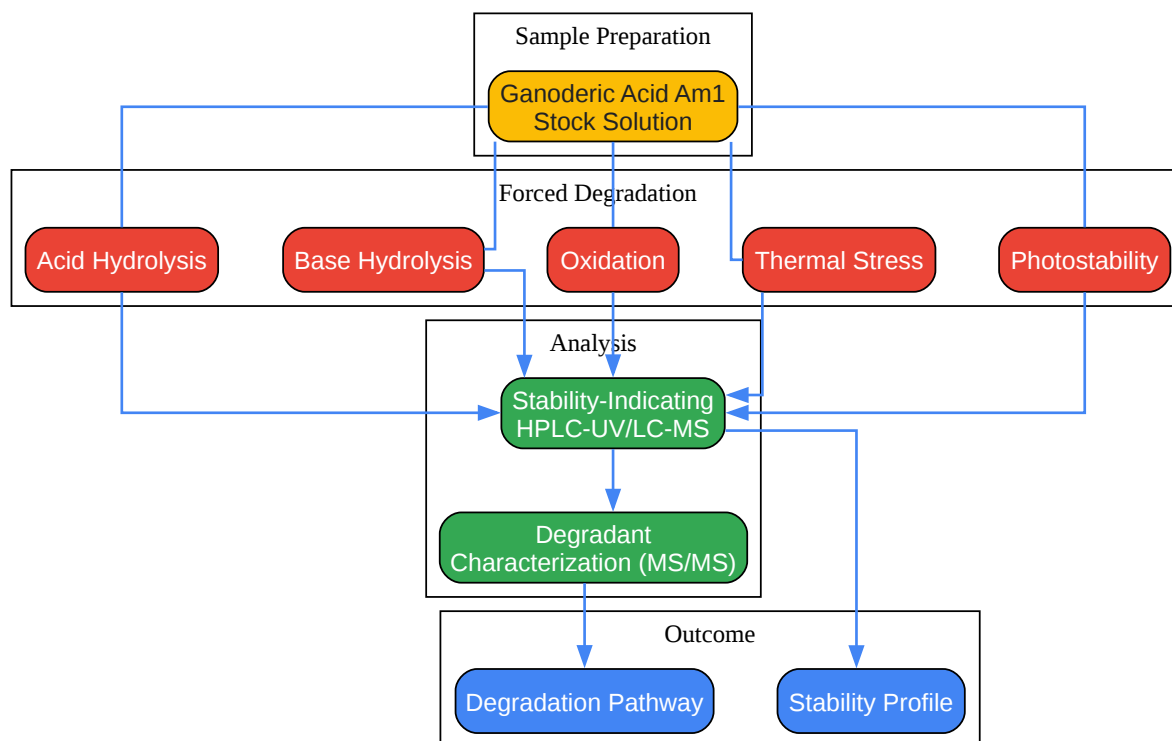 Sample Preparation
Ganoderic Acid Am1
Stock Solution
Forced Degradation
Acid Hydrolysis
Base Hydrolysis
Oxidation
Thermal Stress
Photostability
Analysis
Stability-Indicating
HPLC-UV/LC-MS
Degradant
Characterization (MS/MS)
Outcome
Degradation Pathway
Stability Profile